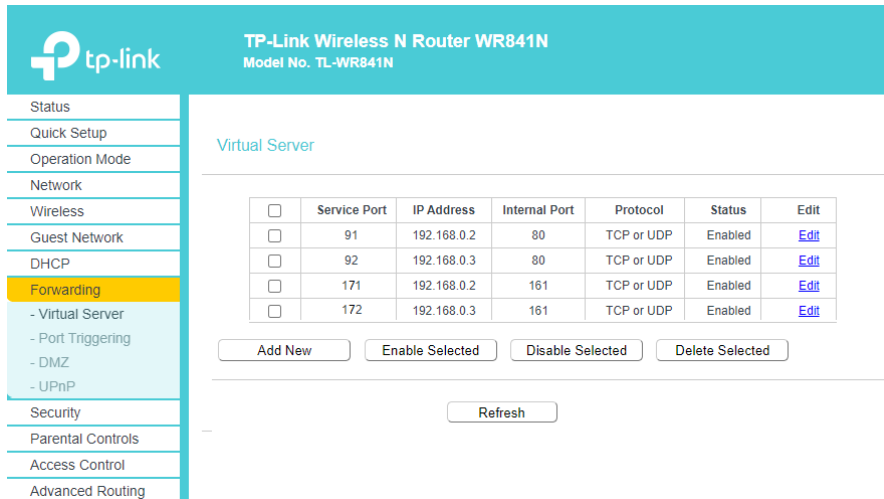 tp-link
TP-Link Wireless N Router WR841N
Model No. TL-WR841N
Status
Quick Setup
Operation Mode
Network
Wireless
Guest Network
DHCP
Forwarding
- Virtual Server
- Port Triggering
- DMZ
- UPnP
Security
Parental Controls
Access Control
Advanced Routing
Virtual Server
Service Port IP Address Internal Port Protocol Status Edit
91 192.168.0.2 80 TCP or UDP Enabled Edit
92 192.168.0.3 80 TCP or UDP Enabled Edit
171 192.168.0.2 161 TCP or UDP Enabled Edit
172 192.168.0.3 161 TCP or UDP Enabled Edit
Add New Enable Selected Disable Selected Delete Selected
Refresh